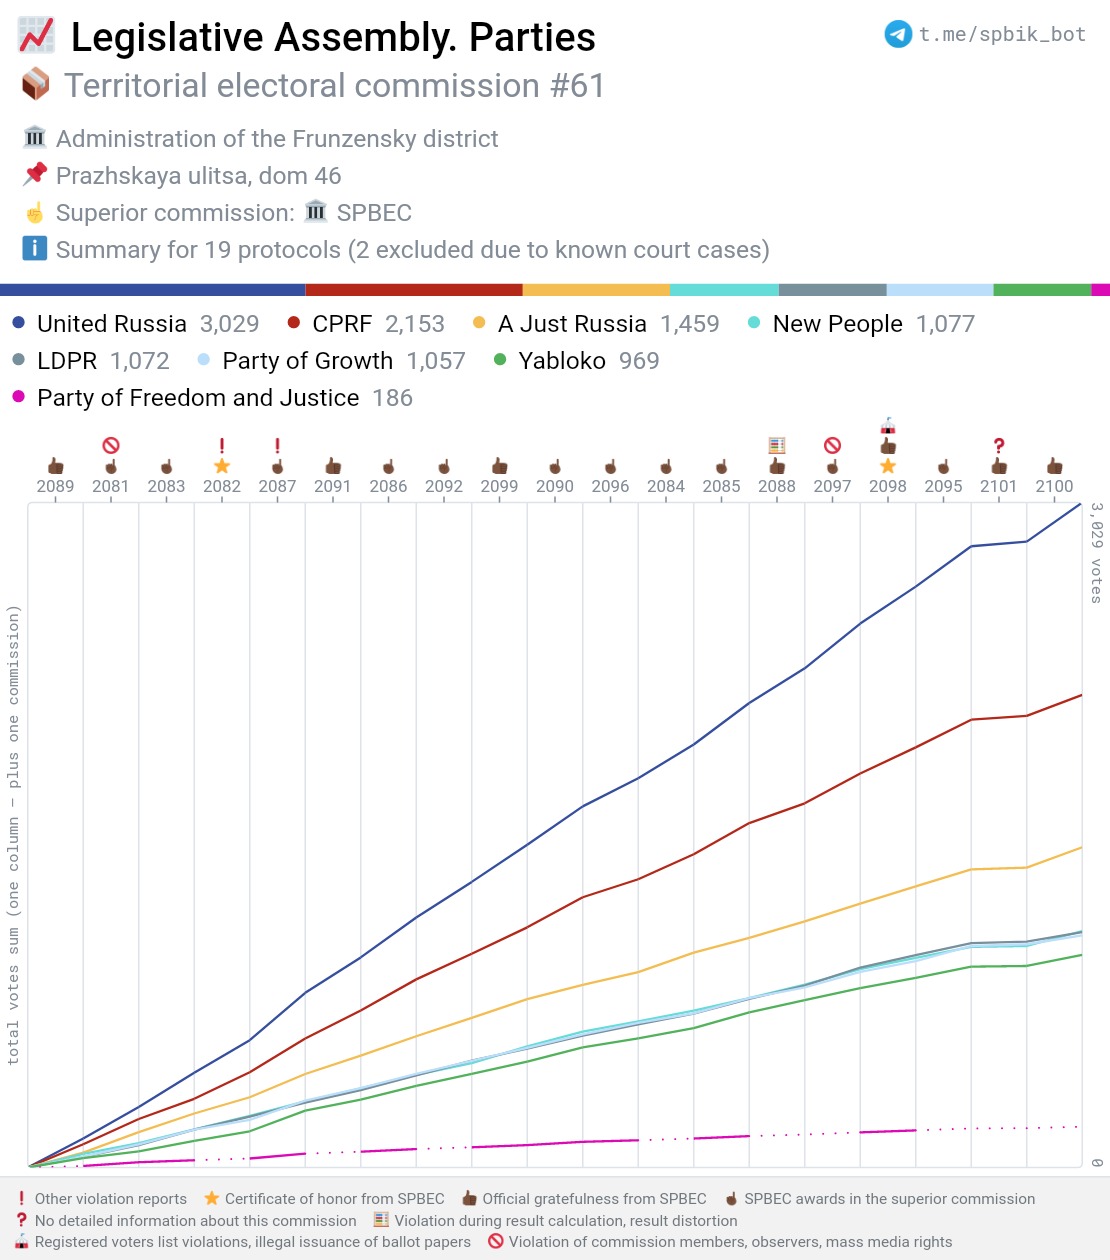 Legislative Assembly. Parties
t.me/spbik_bot
Territorial electoral commission #61
Administration of the Frunzensky district
Prazhskaya ulitsa, dom 46
Superior commission: SPBEC
Summary for 19 protocols (2 excluded due to known court cases)
United Russia 3,029 CPRF 2,153 A Just Russia 1,459 New People 1,077
LDPR 1,072 Party of Growth 1,057 Yabloko 969
Party of Freedom and Justice 186
2089 2081 2083 2082 2087 2091 2086 2092 2099 2090 2096 2084 2085 2088 2097 2098 2095 2101 2100
3,029 votes
total votes sum (one column – plus one commission)
0
Other violation reports Certificate of honor from SPBEC Official gratefulness from SPBEC SPBEC awards in the superior commission
No detailed information about this commission Violation during result calculation, result distortion
Registered voters list violations, illegal issuance of ballot papers Violation of commission members, observers, mass media rights